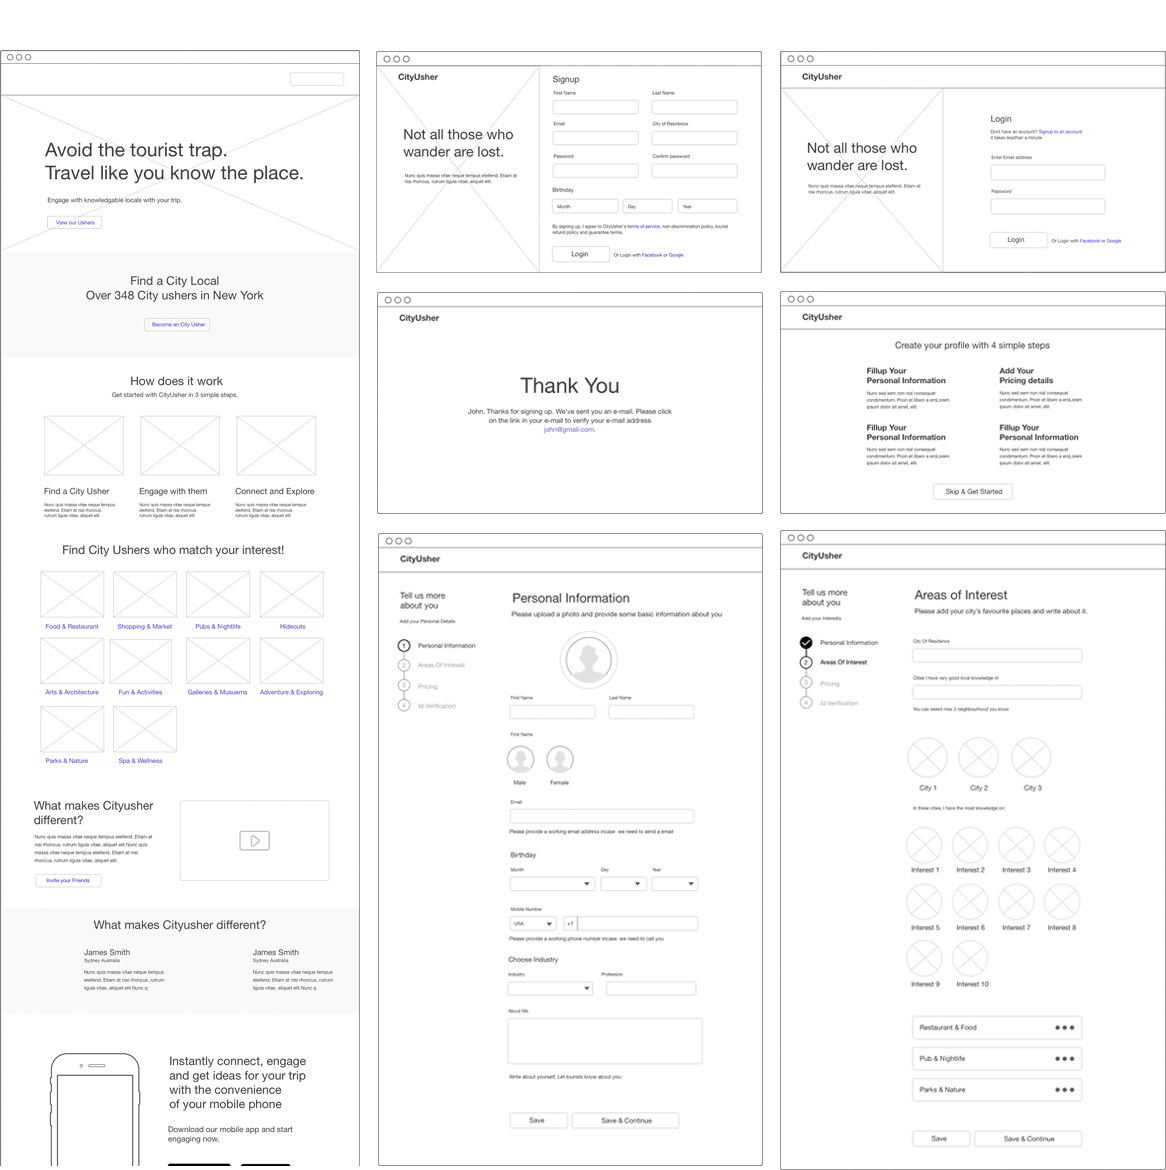 Avoid the tourist trap.
Travel like you know the place.
Engage with knowledgable locals with your trip.
View our Ushers
Find a City Local
Over 348 City ushers in New York
Become an City Usher
How does it work
Get started with CityUsher in 3 simple steps.
Find a City Usher
Nunc quis massa vitae neque tempus
eleifend. Etiam at nisi rhoncus,
rutrum ligula vitae, aliquet elit.
Engage with them
Nunc quis massa vitae neque tempus
eleifend. Etiam at nisi rhoncus,
rutrum ligula vitae, aliquet elit.
Connect and Explore
Nunc quis massa vitae neque tempus
eleifend. Etiam at nisi rhoncus,
rutrum ligula vitae, aliquet elit.
Find City Ushers who match your interest!
Food & Restaurant
Shopping & Market
Pubs & Nightlife
Hideouts
Arts & Architecture
Fun & Activities
Galleries & Musuems
Adventure & Exploring
Parks & Nature
Spa & Wellness
What makes Cityusher
different?
Nunc quis massa vitae neque tempus eleifend. Etiam at
nisi rhoncus, rutrum ligula vitae, aliquet elit.Nunc quis
massa vitae neque tempus eleifend. Etiam at nisi
rhoncus, rutrum ligula vitae, aliquet elit.
Invite your Friends
What makes Cityusher different?
James Smith
Sydney Australia
Nunc quis massa vitae neque tempus
eleifend. Etiam at nisi rhoncus, rutrum
ligula vitae, aliquet elit.Nunc q
James Smith
Sydney Australia
Nunc quis massa vitae neque tempus
eleifend. Etiam at nisi rhoncus, rutrum
ligula vitae, aliquet elit.Nunc q
Instantly connect, engage
and get ideas for your trip
with the convenience
of your mobile phone
Download our mobile app and start
engaging now.
CityUsher
Not all those who
wander are lost.
Nunc quis massa vitae neque tempus eleifend. Etiam at
nisi rhoncus, rutrum ligula vitae, aliquet elit.
Signup
First Name
Last Name
Email
City of Residence
Password
Confirm password
Birthday
Month
Day
Year
By signing up, I agree to CityUsher's terms of service, non-discrimination policy, tourist
refund policy and guarantee terms.
Login
Or Login with Facebook or Google
CityUsher
Not all those who
wander are lost.
Nunc quis massa vitae neque tempus eleifend. Etiam at
nisi rhoncus, rutrum ligula vitae, aliquet elit.
Login
Dont have an account? Signup to an account
it takes lessthan a minute
Enter Email address
Password
Login
Or Login with Facebook or Google
CityUsher
Thank You
John, Thanks for signing up. We've sent you an e-mail. Please click
on the link in your e-mail to verify your e-mail address
john@gmail.com.
CityUsher
Create your profile with 4 simple steps
Fillup Your
Personal Information
Nunc sed sem non nisl consequat
condimentum. Proin et libero a eroLorem
ipsum dolor sit amet, elit.
Add Your
Pricing details
Nunc sed sem non nisl consequat
condimentum. Proin et libero a eroLorem
ipsum dolor sit amet, elit.
Fillup Your
Personal Information
Nunc sed sem non nisl consequat
condimentum. Proin et libero a eroLorem
ipsum dolor sit amet, elit.
Fillup Your
Personal Information
Nunc sed sem non nisl consequat
condimentum. Proin et libero a eroLorem
ipsum dolor sit amet, elit.
Skip & Get Started
CityUsher
Tell us more
about you
Add your Personal Details
1 Personal Information
2 Areas Of Interest
3 Pricing
4 Id Verification
Personal Information
Please upload a photo and provide some basic information about you
First Name
Last Name
First Name
Male
Female
Email
Please provide a working email address incase we need to send a email
Birthday
Month
Day
Year
Mobile Number
USA
+1
Please provide a working phone number incase we need to call you
Choose Industry
Industry
Profession
About Me
Write about yourself, Let tourists know about you:
Save
Save & Continue
CityUsher
Tell us more
about you
Add your Interests
Personal Information
2 Areas Of Interest
3 Pricing
4 Id Verification
Areas of Interest
Please add your city's favourite places and write about it.
City Of Residence
Cities I have very good local knowledge of
You can select max 3 neighbourhood you know
City 1
City 2
City 3
In these cities, I have the most knowledge on:
Interest 1
Interest 2
Interest 3
Interest 4
Interest 5
Interest 6
Interest 7
Interest 8
Interest 9
Interest 10
Restaurant & Food
Pub & Nightlife
Parks & Nature
Save
Save & Continue